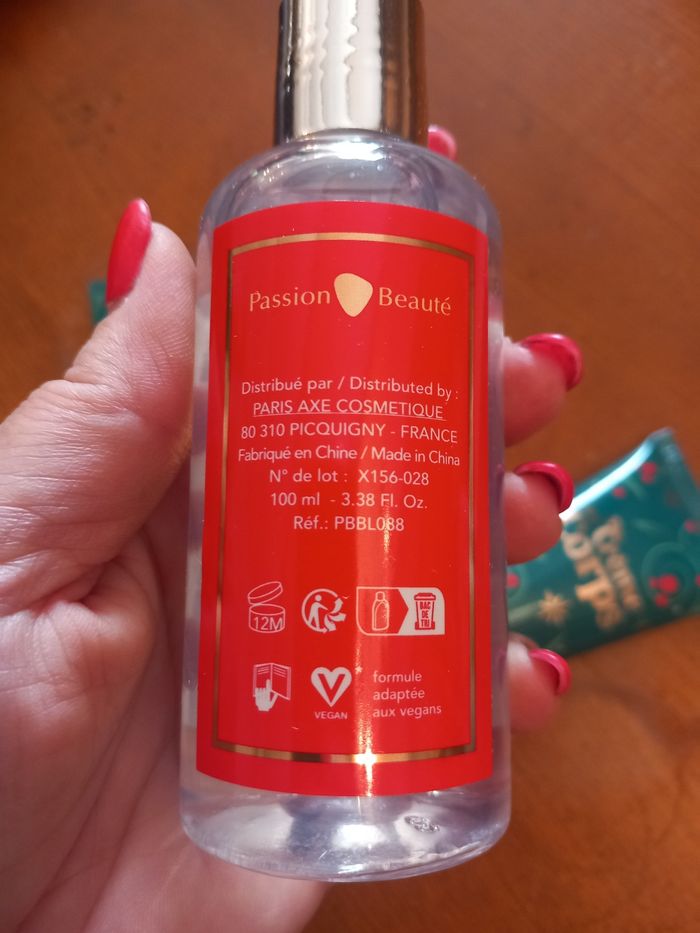 Passion Beauté
Distribué par / Distributed by :
PARIS AXE COSMETIQUE
80 310 PICQUIGNY - FRANCE
Fabriqué en Chine / Made in China
N° de lot : X156-028
100 ml - 3.38 Fl. Oz.
Réf.: PBBL088
12M
BAC
DE
TRI
VEGAN
*
formule
adaptée
aux vegans
Crème
Corps